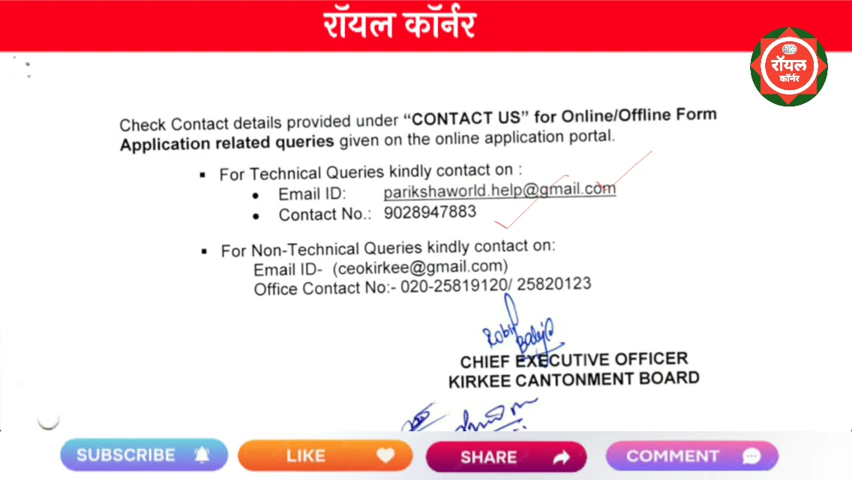 रॉयल कॉर्नर
रॉयल
कॉर्नर
Check Contact details provided under “CONTACT US” for Online/Offline Form
Application related queries given on the online application portal.
▪ For Technical Queries kindly contact on :
• Email ID: parikshaworld.help@gmail.com
• Contact No.: 9028947883
▪ For Non-Technical Queries kindly contact on:
Email ID- (ceokirkee@gmail.com)
Office Contact No:- 020-25819120/ 25820123
CHIEF EXECUTIVE OFFICER
KIRKEE CANTONMENT BOARD
SUBSCRIBE LIKE SHARE COMMENT